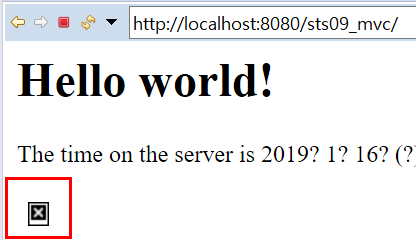 http://localhost:8080/sts09_mvc/
Hello world!
The time on the server is 2019? 1? 16? (?)